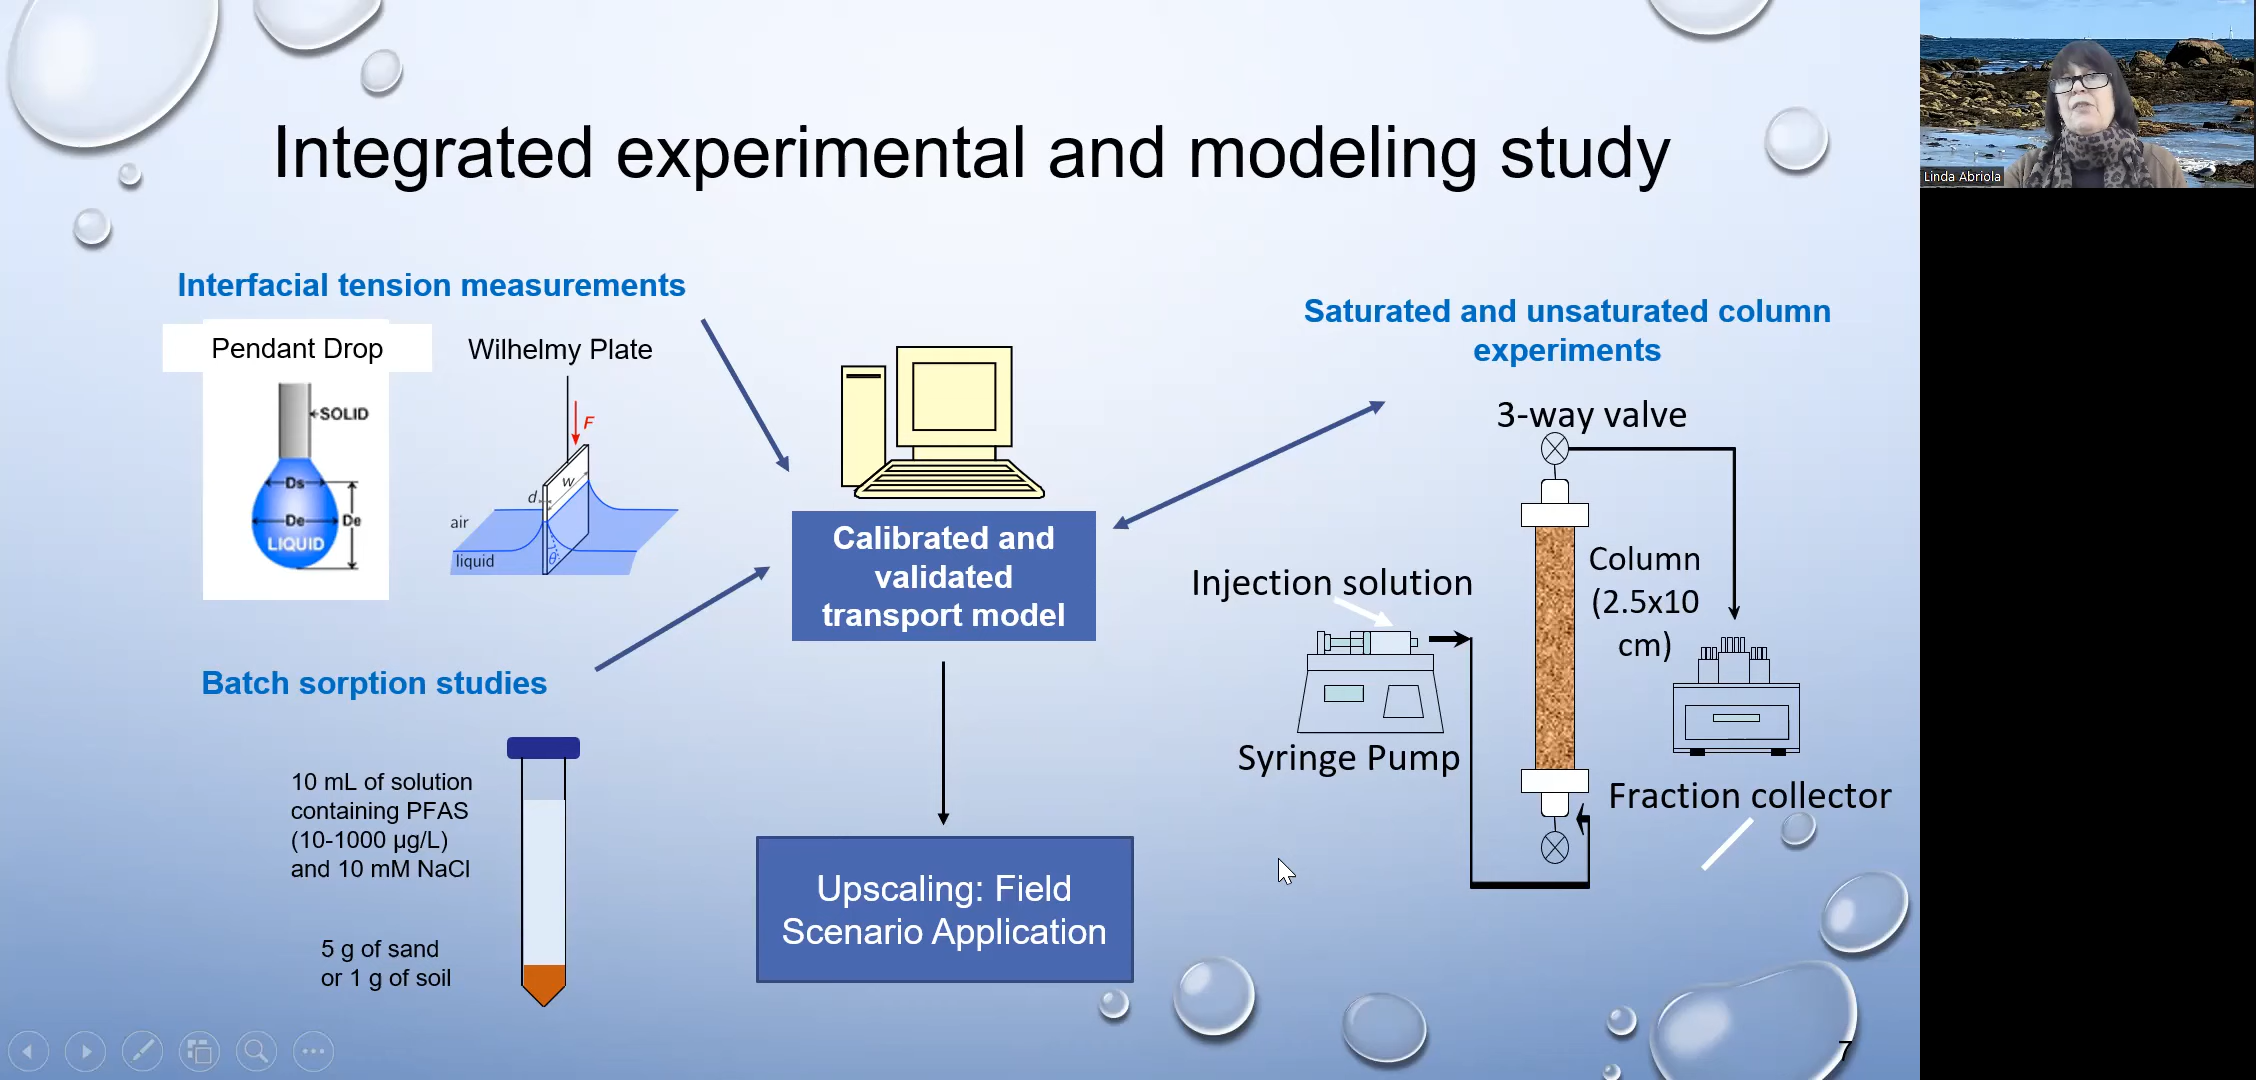 Integrated experimental and modeling study
Linda Abriola
Interfacial tension measurements
Pendant Drop
SOLID
Ds
De
De
LIQUID
Wilhelmy Plate
F
w
d
air
liquid
θ
Batch sorption studies
10 mL of solution
containing PFAS
(10-1000 µg/L)
and 10 mM NaCl
5 g of sand
or 1 g of soil
Calibrated and
validated
transport model
Upscaling: Field
Scenario Application
Saturated and unsaturated column
experiments
3-way valve
Injection solution
Column
(2.5x10
cm)
Syringe Pump
Fraction collector
7